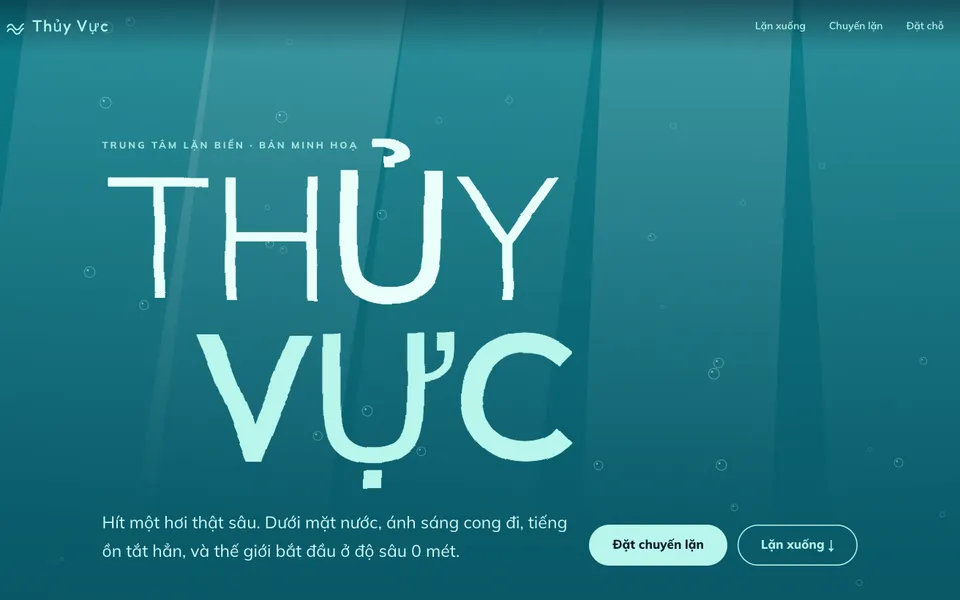 Thủy Vực
Lặn xuống
Chuyến lặn
Đặt chỗ
TRUNG TÂM LẶN BIỂN · BẢN MINH HOẠ
THỦY
VỰC
Hít một hơi thật sâu. Dưới mặt nước, ánh sáng cong đi, tiếng
ồn tắt hẳn, và thế giới bắt đầu ở độ sâu 0 mét.
Đặt chuyến lặn
Lặn xuống ↓